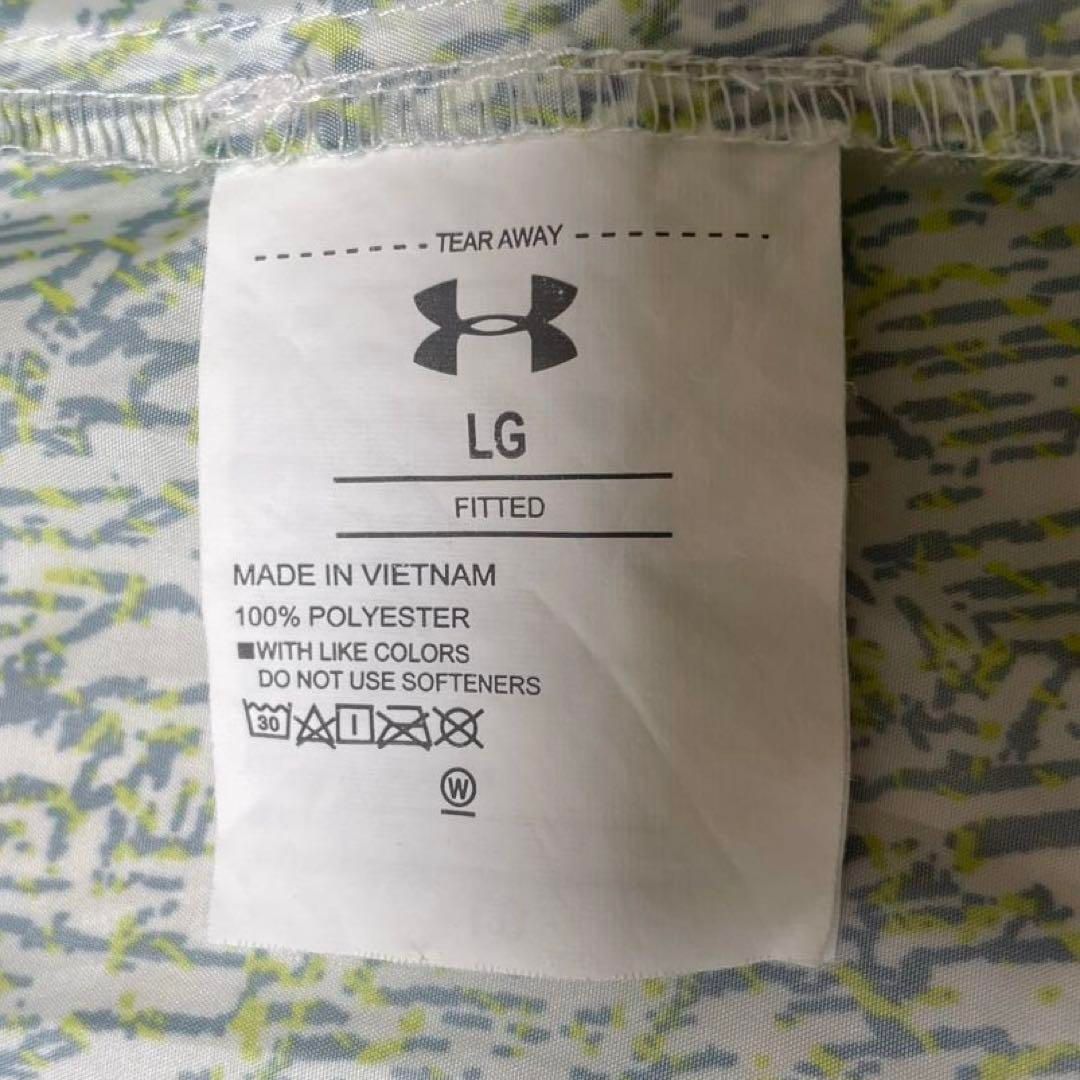 TEAR AWAY
LG
FITTED
MADE IN VIETNAM
100% POLYESTER
WITH LIKE COLORS
DO NOT USE SOFTENERS
30
W